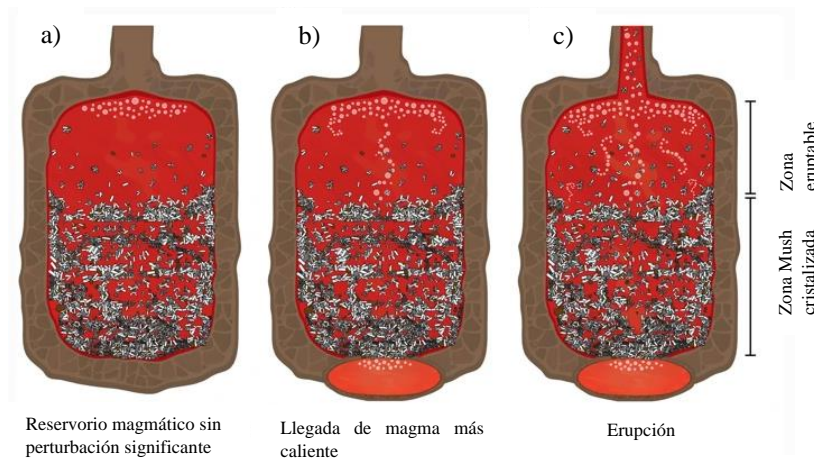 a)
b)
c)
Zona
eruptable
Zona Mush
cristalizada
Reservorio magmático sin
perturbación significante
Llegada de magma más
caliente
Erupción